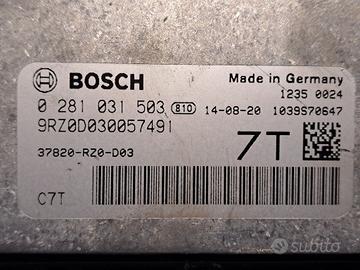 BOSCH
Made in Germany
1235 0024
0 281 031 503 810 14-08-20 1039S70647
9RZ0D030057491
7T
37820-RZ0-D03
C7T
subito